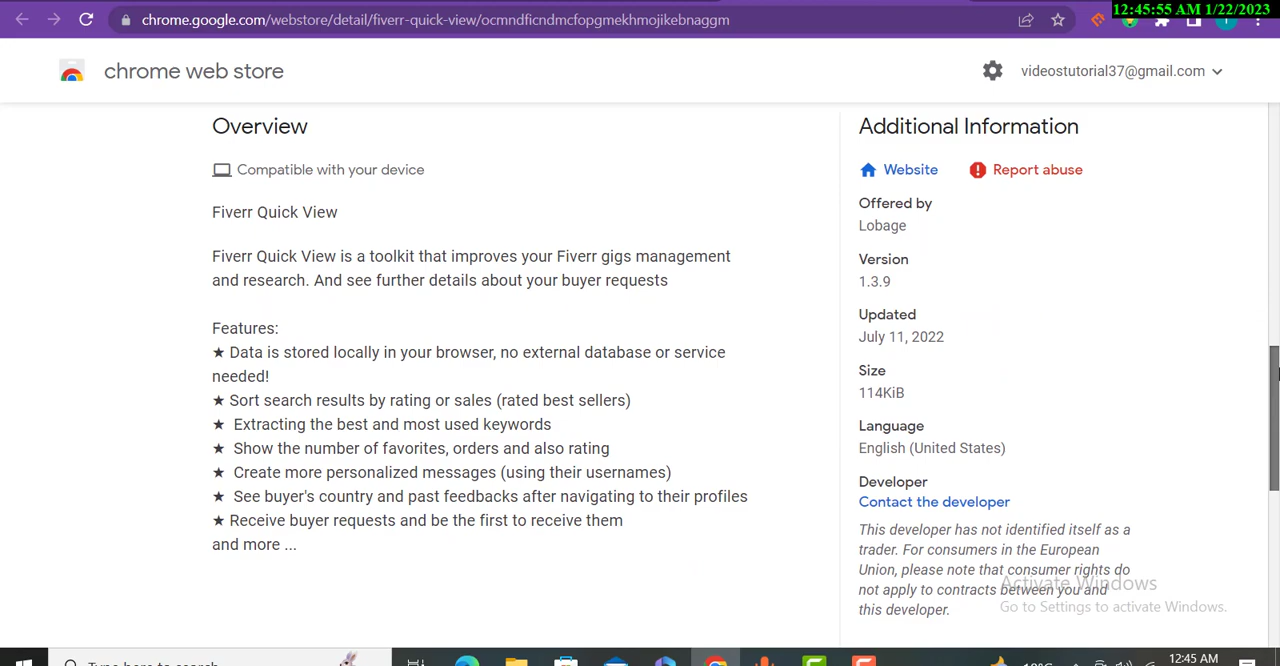 12:45:55 AM 1/22/2023
chrome.google.com/webstore/detail/fiverr-quick-view/ocmndficndmcfopgmekhmojikebnaggm
chrome web store
videostutorial37@gmail.com
Overview
Compatible with your device
Fiverr Quick View
Fiverr Quick View is a toolkit that improves your Fiverr gigs management
and research. And see further details about your buyer requests
Features:
★ Data is stored locally in your browser, no external database or service
needed!
★ Sort search results by rating or sales (rated best sellers)
★ Extracting the best and most used keywords
★ Show the number of favorites, orders and also rating
★ Create more personalized messages (using their usernames)
★ See buyer's country and past feedbacks after navigating to their profiles
★ Receive buyer requests and be the first to receive them
and more ...
Additional Information
Website
Report abuse
Offered by
Lobage
Version
1.3.9
Updated
July 11, 2022
Size
114KiB
Language
English (United States)
Developer
Contact the developer
This developer has not identified itself as a
trader. For consumers in the European
Union, please note that consumer rights do
not apply to contracts between you and
this developer.
Activate Windows
Go to Settings to activate Windows.
Type here to search
12:45 AM